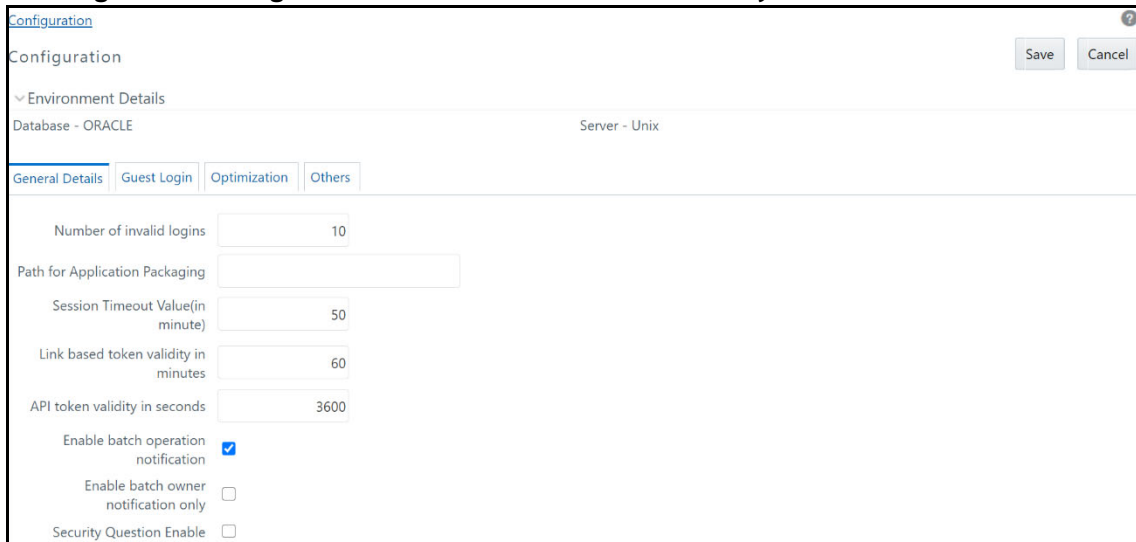 Configuration
Configuration
Save Cancel
Environment Details
Database - ORACLE Server - Unix
General Details Guest Login Optimization Others
Number of invalid logins 10
Path for Application Packaging
Session Timeout Value(in
minute) 50
Link based token validity in
minutes 60
API token validity in seconds 3600
Enable batch operation
notification
Enable batch owner
notification only
Security Question Enable